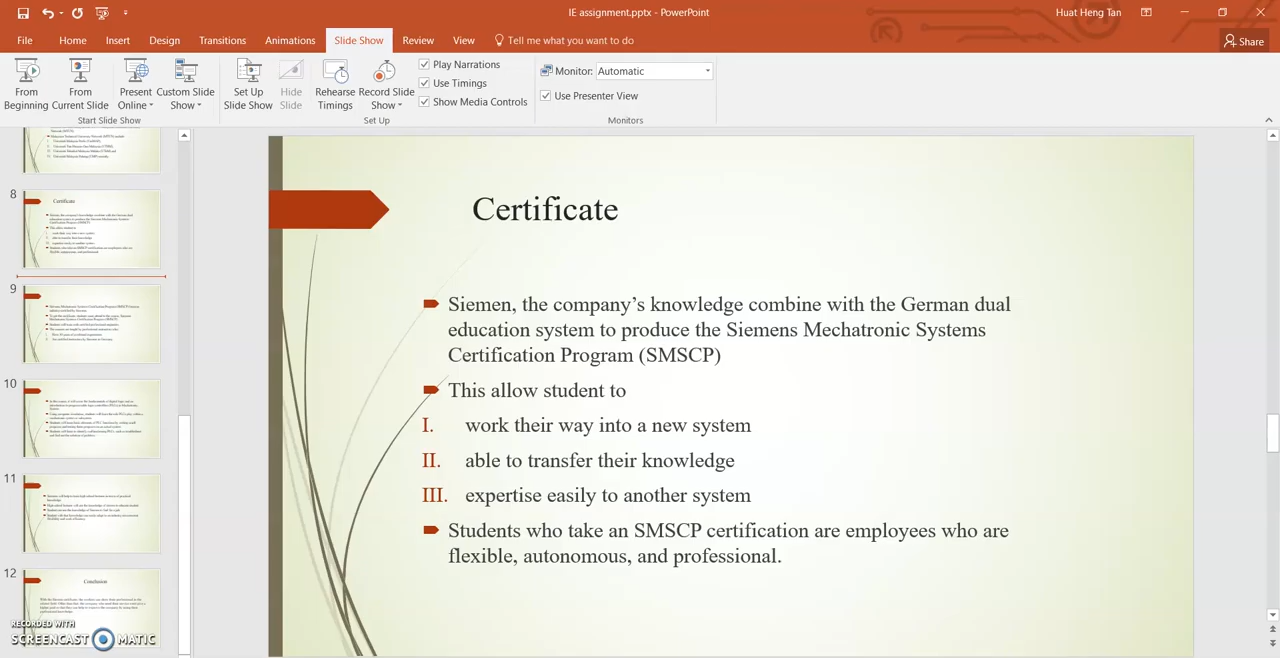 IE assignment.pptx - PowerPoint
Huat Heng Tan
File Home Insert Design Transitions Animations Slide Show Review View Tell me what you want to do
Share
From Beginning
From Current Slide
Present Online
Custom Slide Show
Start Slide Show
Set Up Slide Show
Hide Slide
Rehearse Timings
Record Slide Show
Play Narrations
Use Timings
Show Media Controls
Set Up
Monitor: Automatic
Use Presenter View
Monitors
8
Certificate
9
10
11
12
Conclusion
RECORDED WITH
SCREENCAST MATIC
Certificate
Siemen, the company’s knowledge combine with the German dual
education system to produce the Siemens Mechatronic Systems
Certification Program (SMSCP)
This allow student to
I. work their way into a new system
II. able to transfer their knowledge
III. expertise easily to another system
Students who take an SMSCP certification are employees who are
flexible, autonomous, and professional.